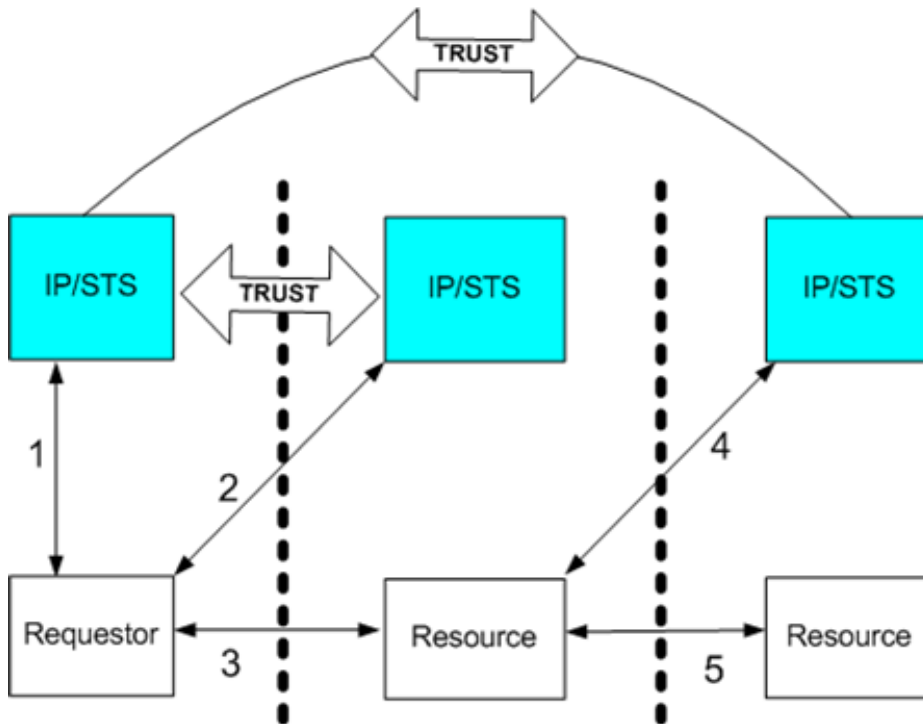 TRUST
IP/STS
TRUST
IP/STS
IP/STS
1
2
4
Requestor
3
Resource
5
Resource